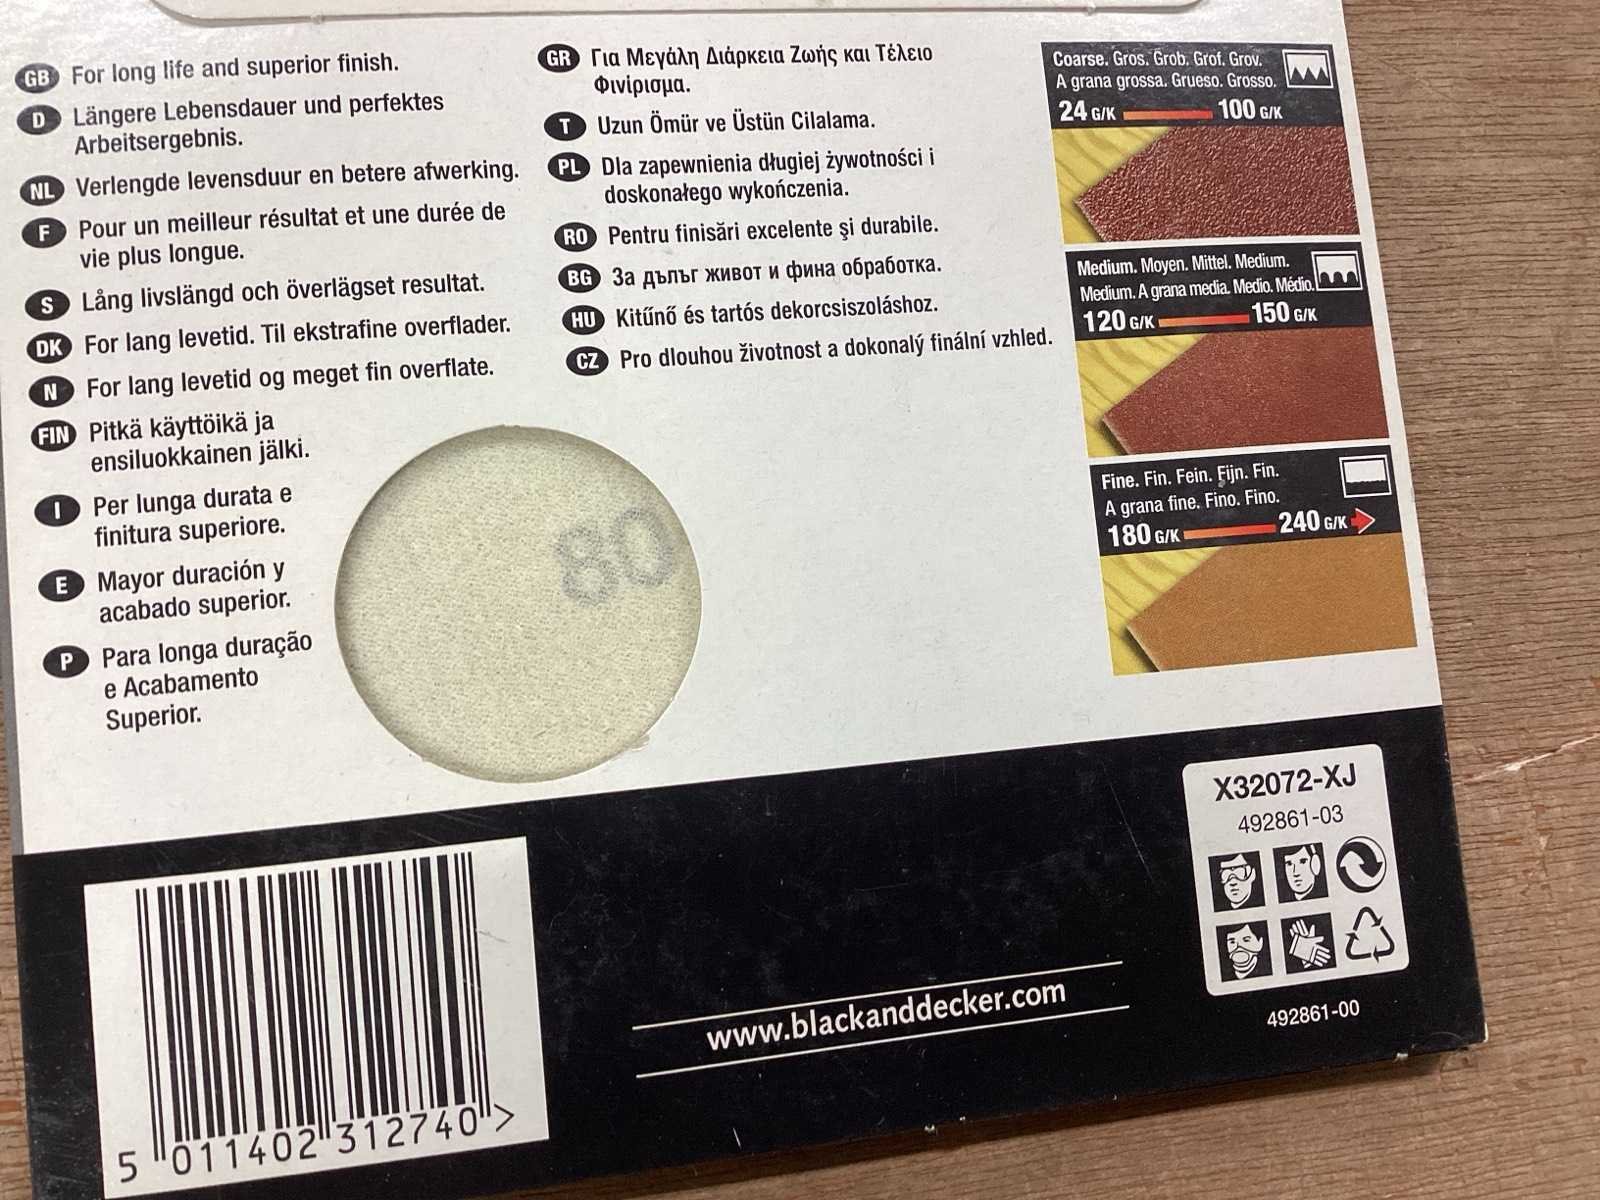 GB For long life and superior finish.
D Längere Lebensdauer und perfektes
Arbeitsergebnis.
NL Verlengde levensduur en betere afwerking.
F Pour un meilleur résultat et une durée de
vie plus longue.
S Lång livslängd och överlägset resultat.
DK For lang levetid. Til ekstrafine overflader.
N For lang levetid og meget fin overflate.
FIN Pitkä käyttöikä ja
ensiluokkainen jälki.
I Per lunga durata e
finitura superiore.
E Mayor duración y
acabado superior.
P Para longa duração
e Acabamento
Superior.
GR Για Μεγάλη Διάρκεια Ζωής και Τέλειο
Φινίρισμα.
T Uzun Ömür ve Üstün Cilalama.
PL Dla zapewnienia długiej żywotności i
doskonałego wykończenia.
RO Pentru finisări excelente şi durabile.
BG За дълъг живот и фина обработка.
HU Kitűnő és tartós dekorcsiszoláshoz.
CZ Pro dlouhou životnost a dokonalý finální vzhled.
80
Coarse. Gros. Grob. Grof. Grov.
A grana grossa. Grueso. Grosso.
24 G/K 100 G/K
Medium. Moyen. Mittel. Medium.
Medium. A grana media. Medio. Médio.
120 G/K 150 G/K
Fine. Fin. Fein. Fijn. Fin.
A grana fine. Fino. Fino.
180 G/K 240 G/K
X32072-XJ
492861-03
492861-00
www.blackanddecker.com
5 011402 312740 >